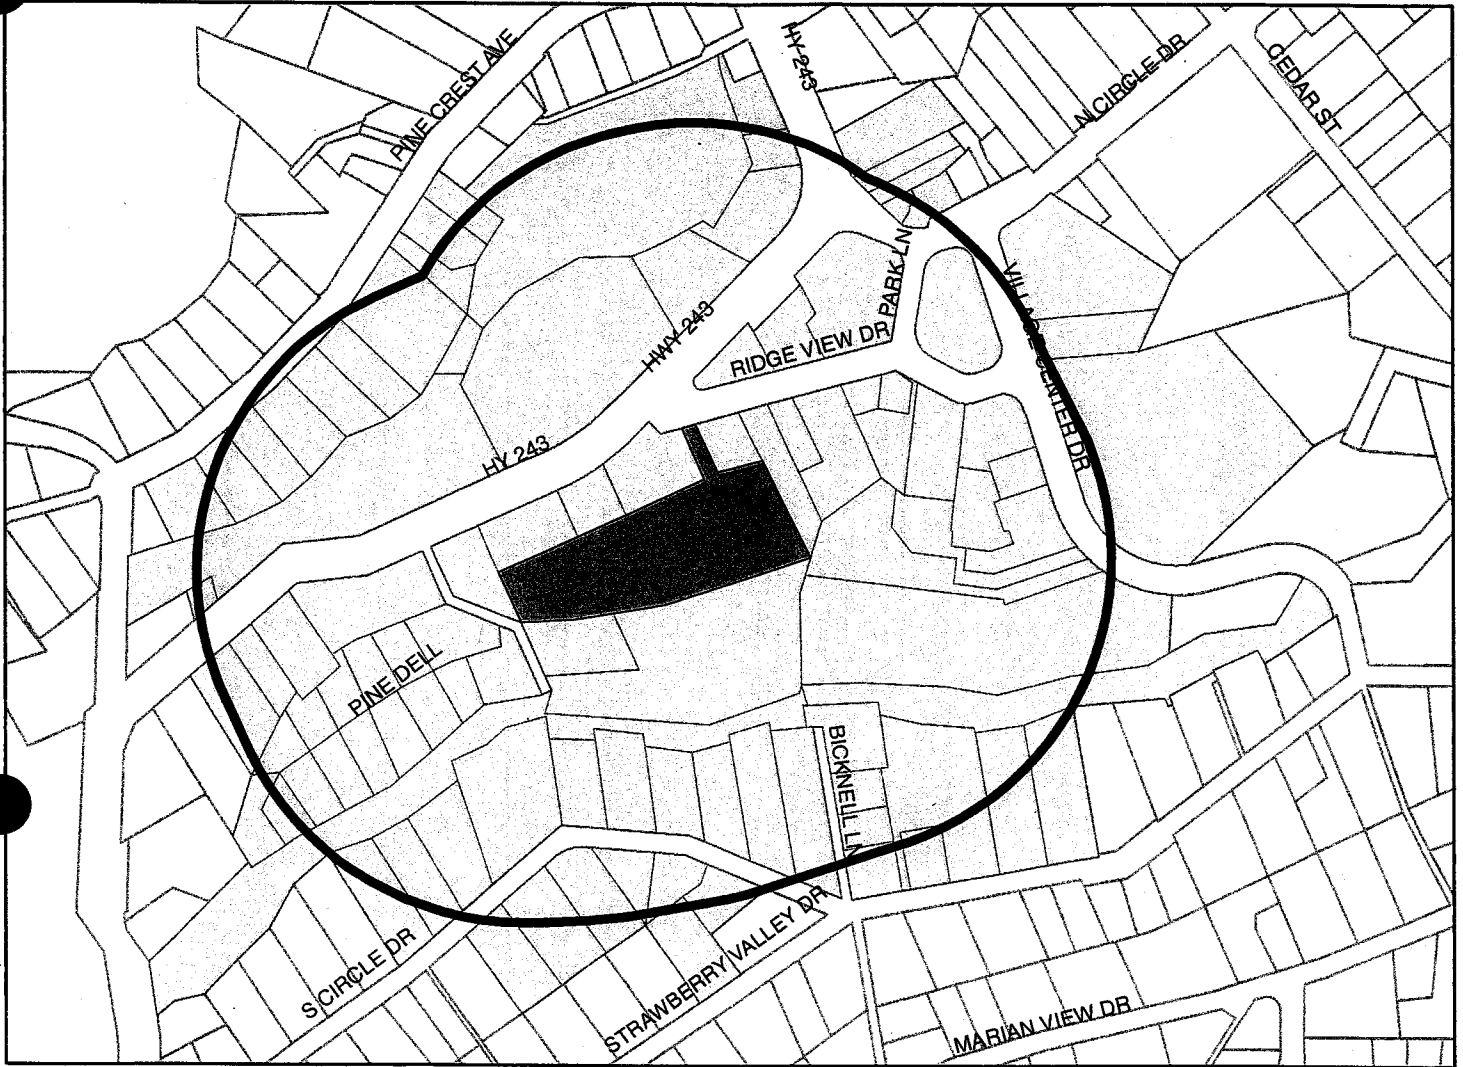 PINE CREST AVE
HY 243
N CIRCLE DR
CEDAR ST
PARK LN
VILLAGE CENTER DR
HWY 243
RIDGE VIEW DR
HY 243
PINE DELL
BICKNELL LN
S CIRCLE DR
STRAWBERRY VALLEY DR
MARIAN VIEW DR